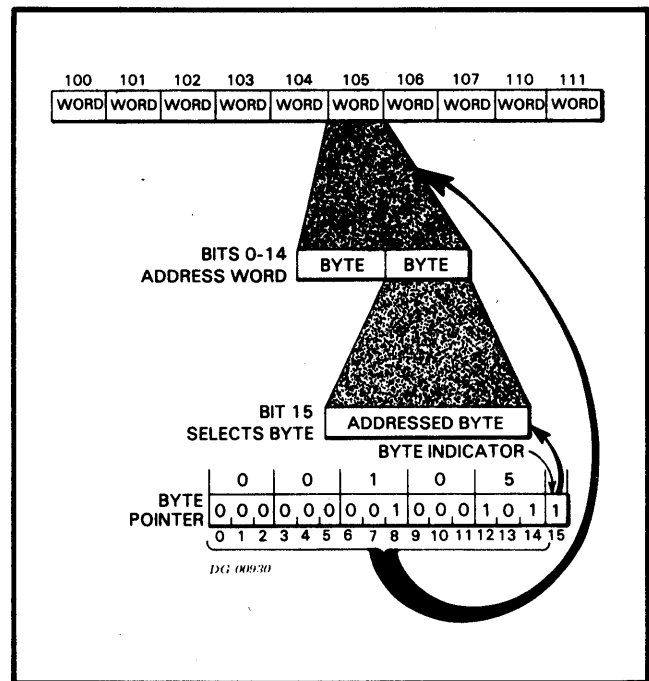 100 101 102 103 104 105 106 107 110 111
WORD WORD WORD WORD WORD WORD WORD WORD WORD WORD
BITS 0-14
ADDRESS WORD
BYTE BYTE
BIT 15
SELECTS BYTE
ADDRESSED BYTE
BYTE INDICATOR
0 0 1 0 5
BYTE
POINTER
0 0 0 0 0 0 0 0 1 0 0 0 1 0 1 1
0 1 2 3 4 5 6 7 8 9 10 11 12 13 14 15
DG 00930